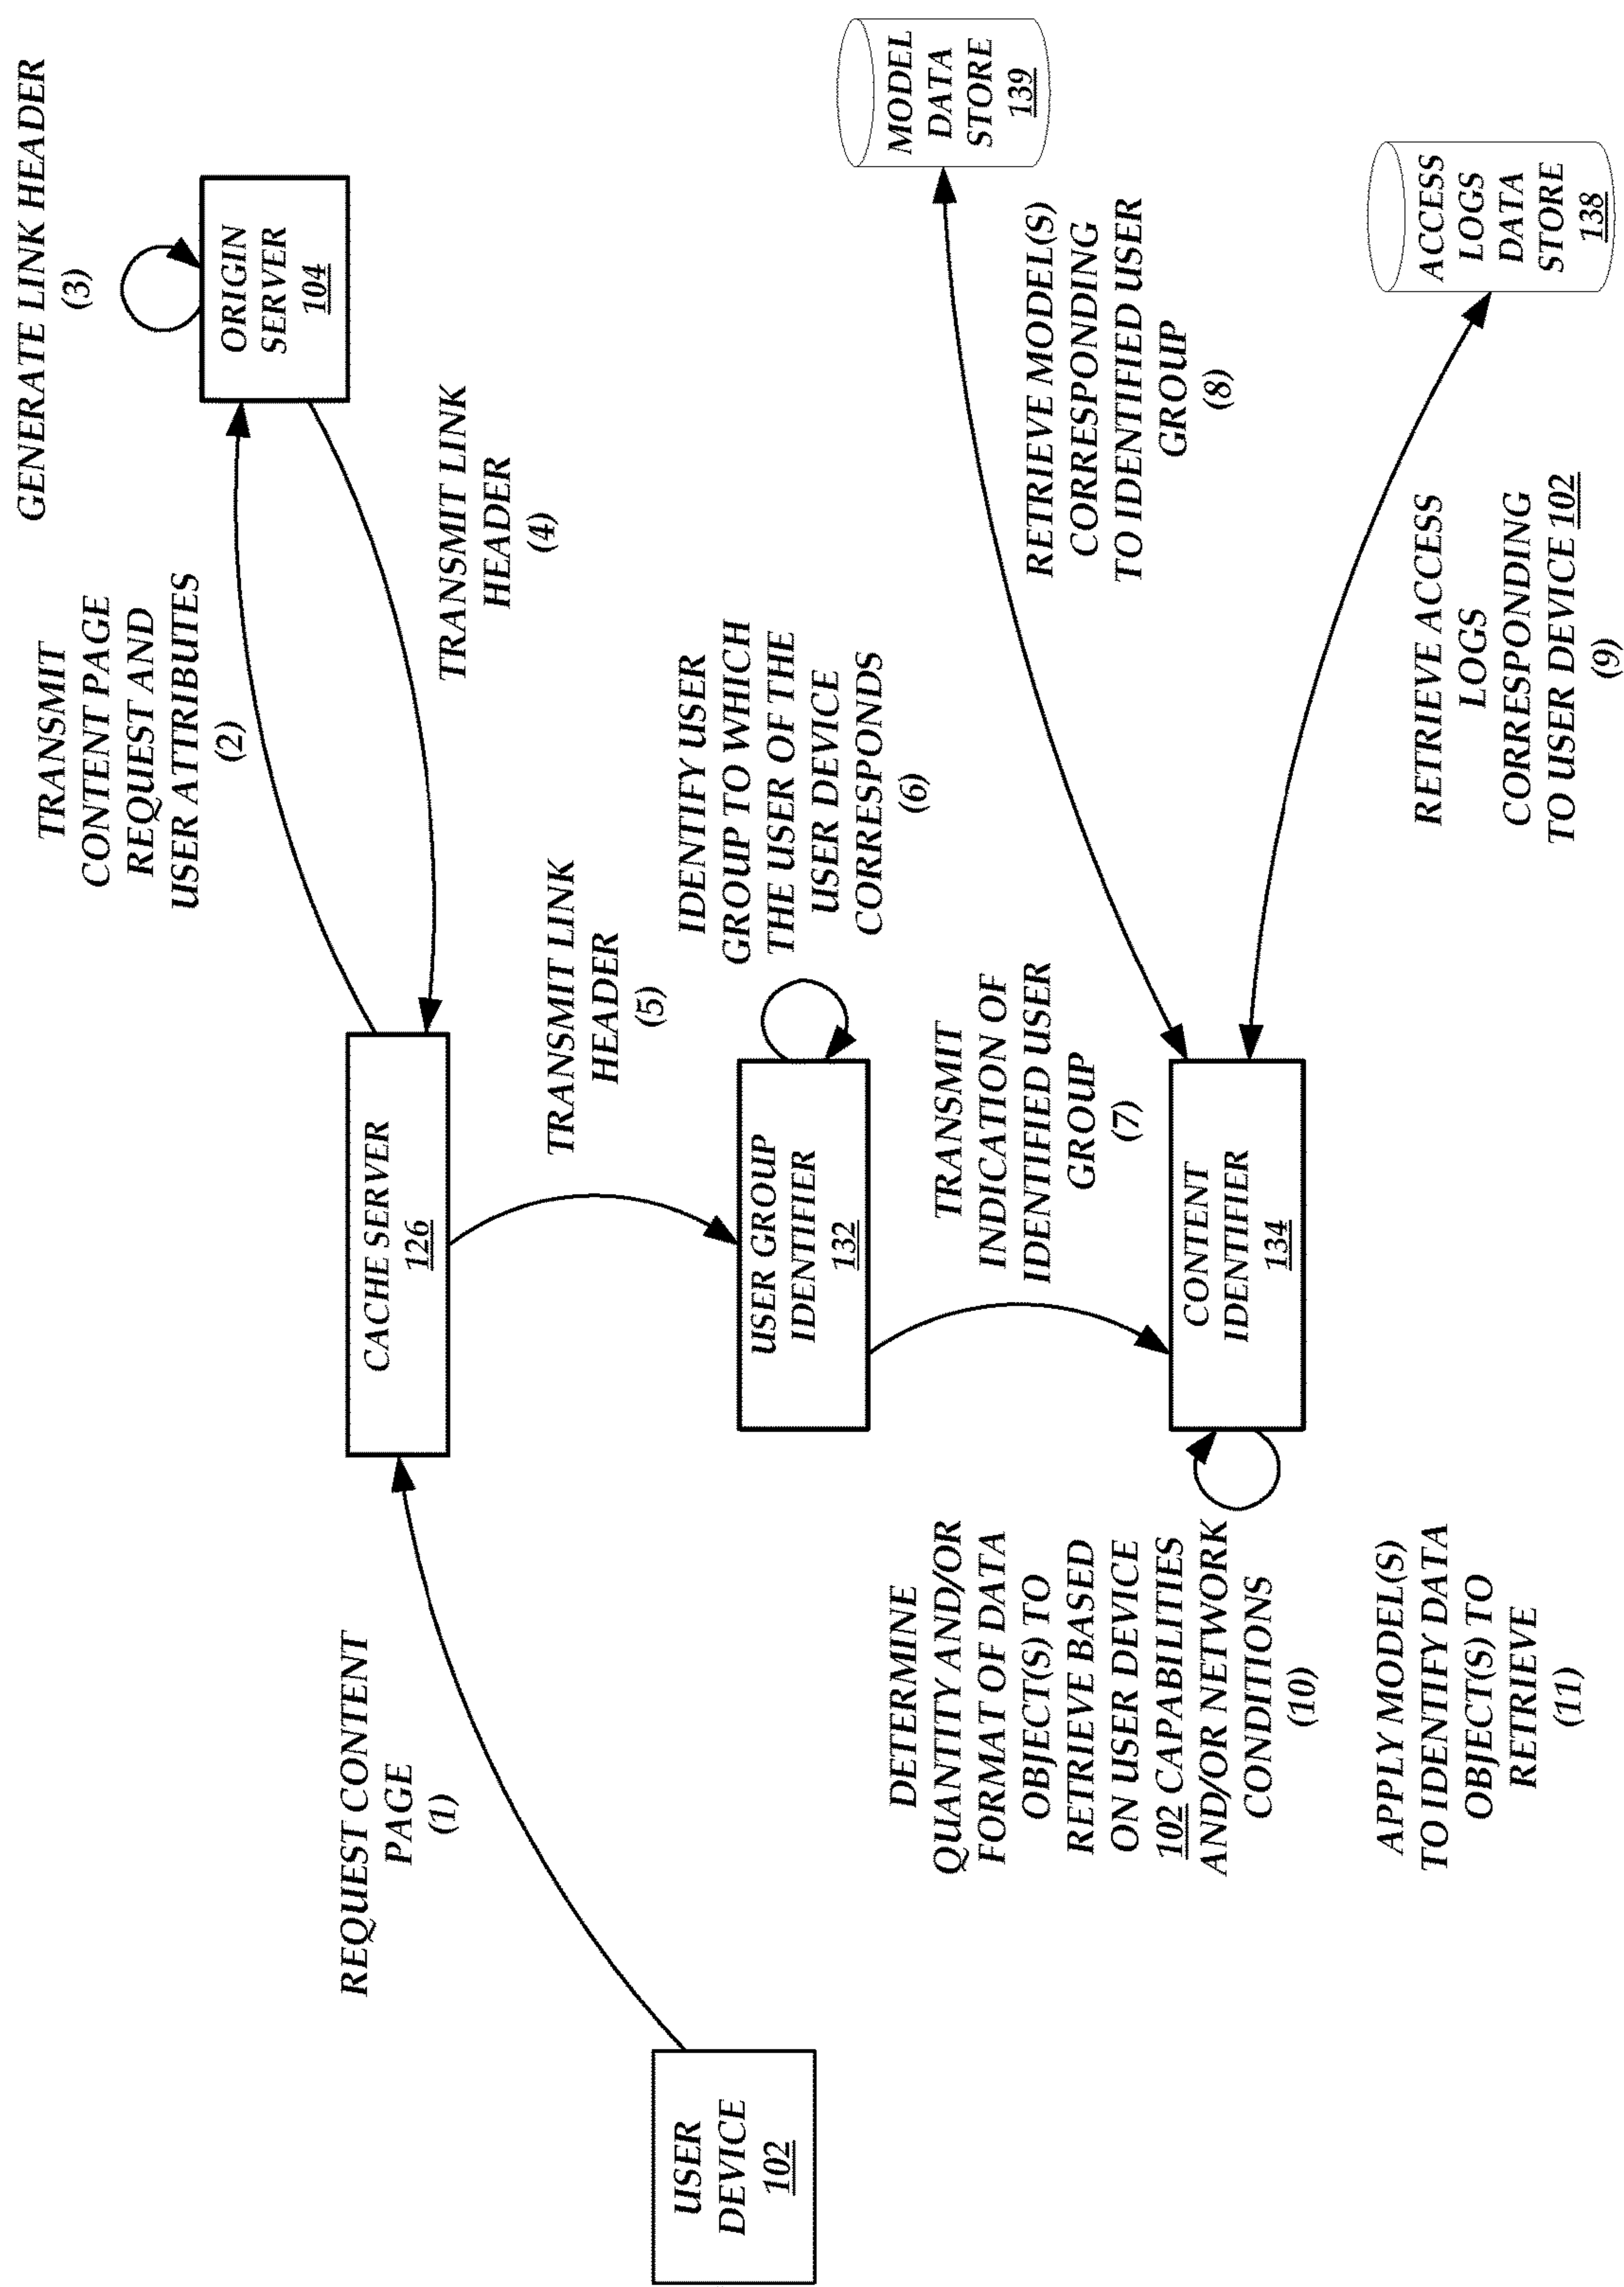 USER
DEVICE
102
REQUEST CONTENT
PAGE
(1)
CACHE SERVER
126
TRANSMIT
CONTENT PAGE
REQUEST AND
USER ATTRIBUTES
(2)
GENERATE LINK HEADER
(3)
ORIGIN
SERVER
104
TRANSMIT LINK
HEADER
(4)
TRANSMIT LINK
HEADER
(5)
USER GROUP
IDENTIFIER
132
IDENTIFY USER
GROUP TO WHICH
THE USER OF THE
USER DEVICE
CORRESPONDS
(6)
TRANSMIT
INDICATION OF
IDENTIFIED USER
GROUP
(7)
CONTENT
IDENTIFIER
134
RETRIEVE MODEL(S)
CORRESPONDING
TO IDENTIFIED USER
GROUP
(8)
MODEL
DATA
STORE
139
RETRIEVE ACCESS
LOGS
CORRESPONDING
TO USER DEVICE 102
(9)
ACCESS
LOGS
DATA
STORE
138
DETERMINE
QUANTITY AND/OR
FORMAT OF DATA
OBJECT(S) TO
RETRIEVE BASED
ON USER DEVICE
102 CAPABILITIES
AND/OR NETWORK
CONDITIONS
(10)
APPLY MODEL(S)
TO IDENTIFY DATA
OBJECT(S) TO
RETRIEVE
(11)